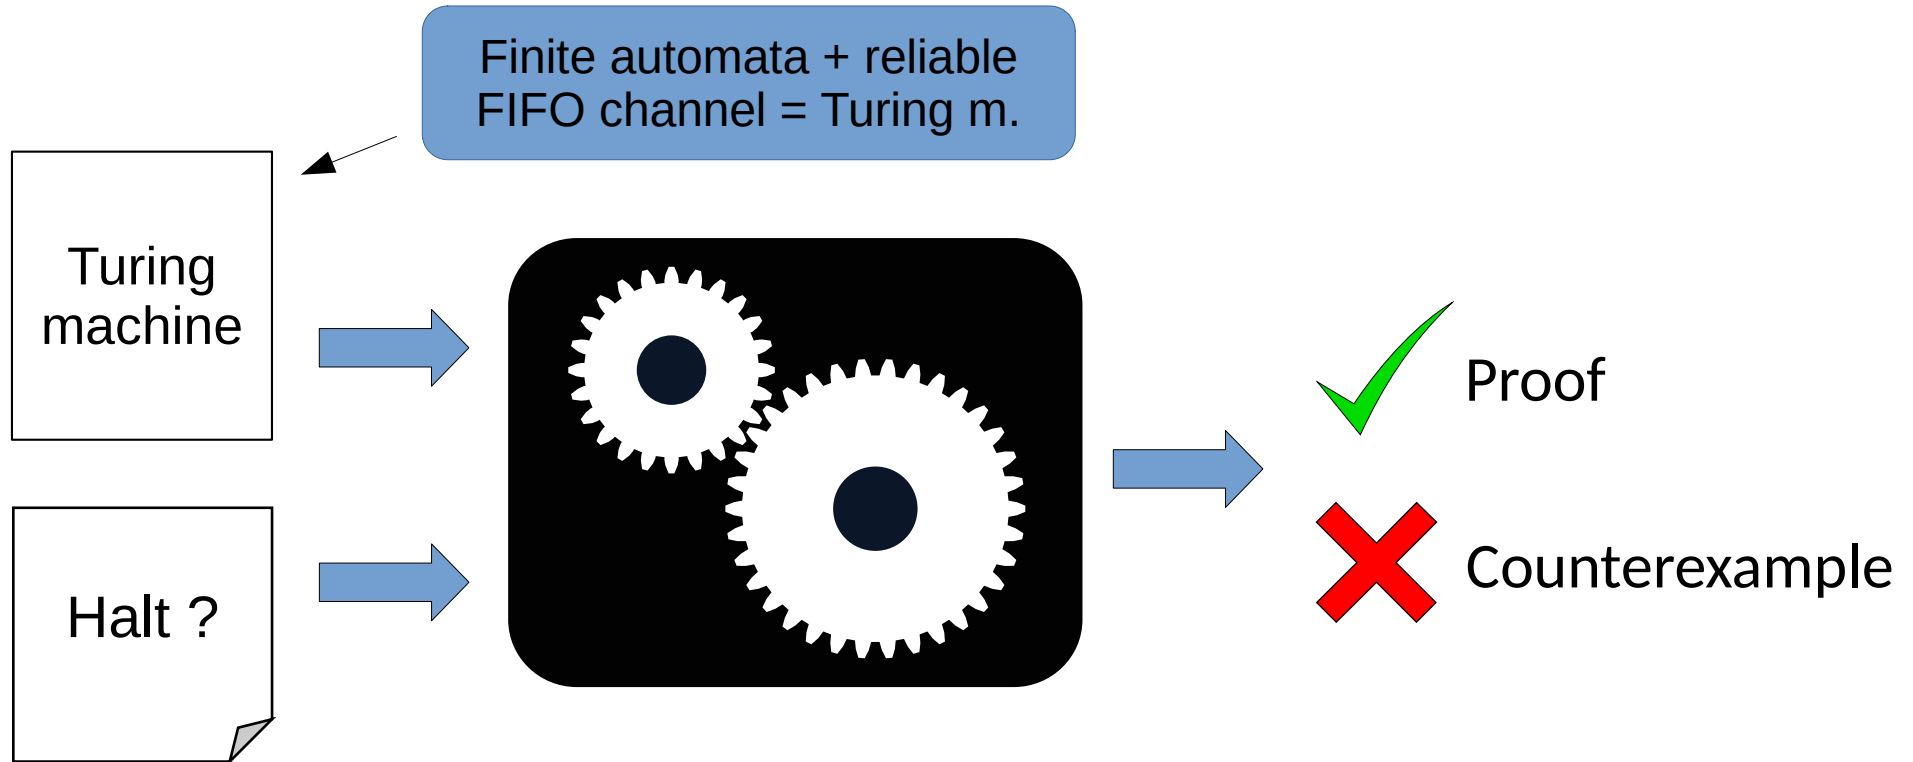 Finite automata + reliable
FIFO channel = Turing m.
Turing
machine
Halt ?
Proof
Counterexample